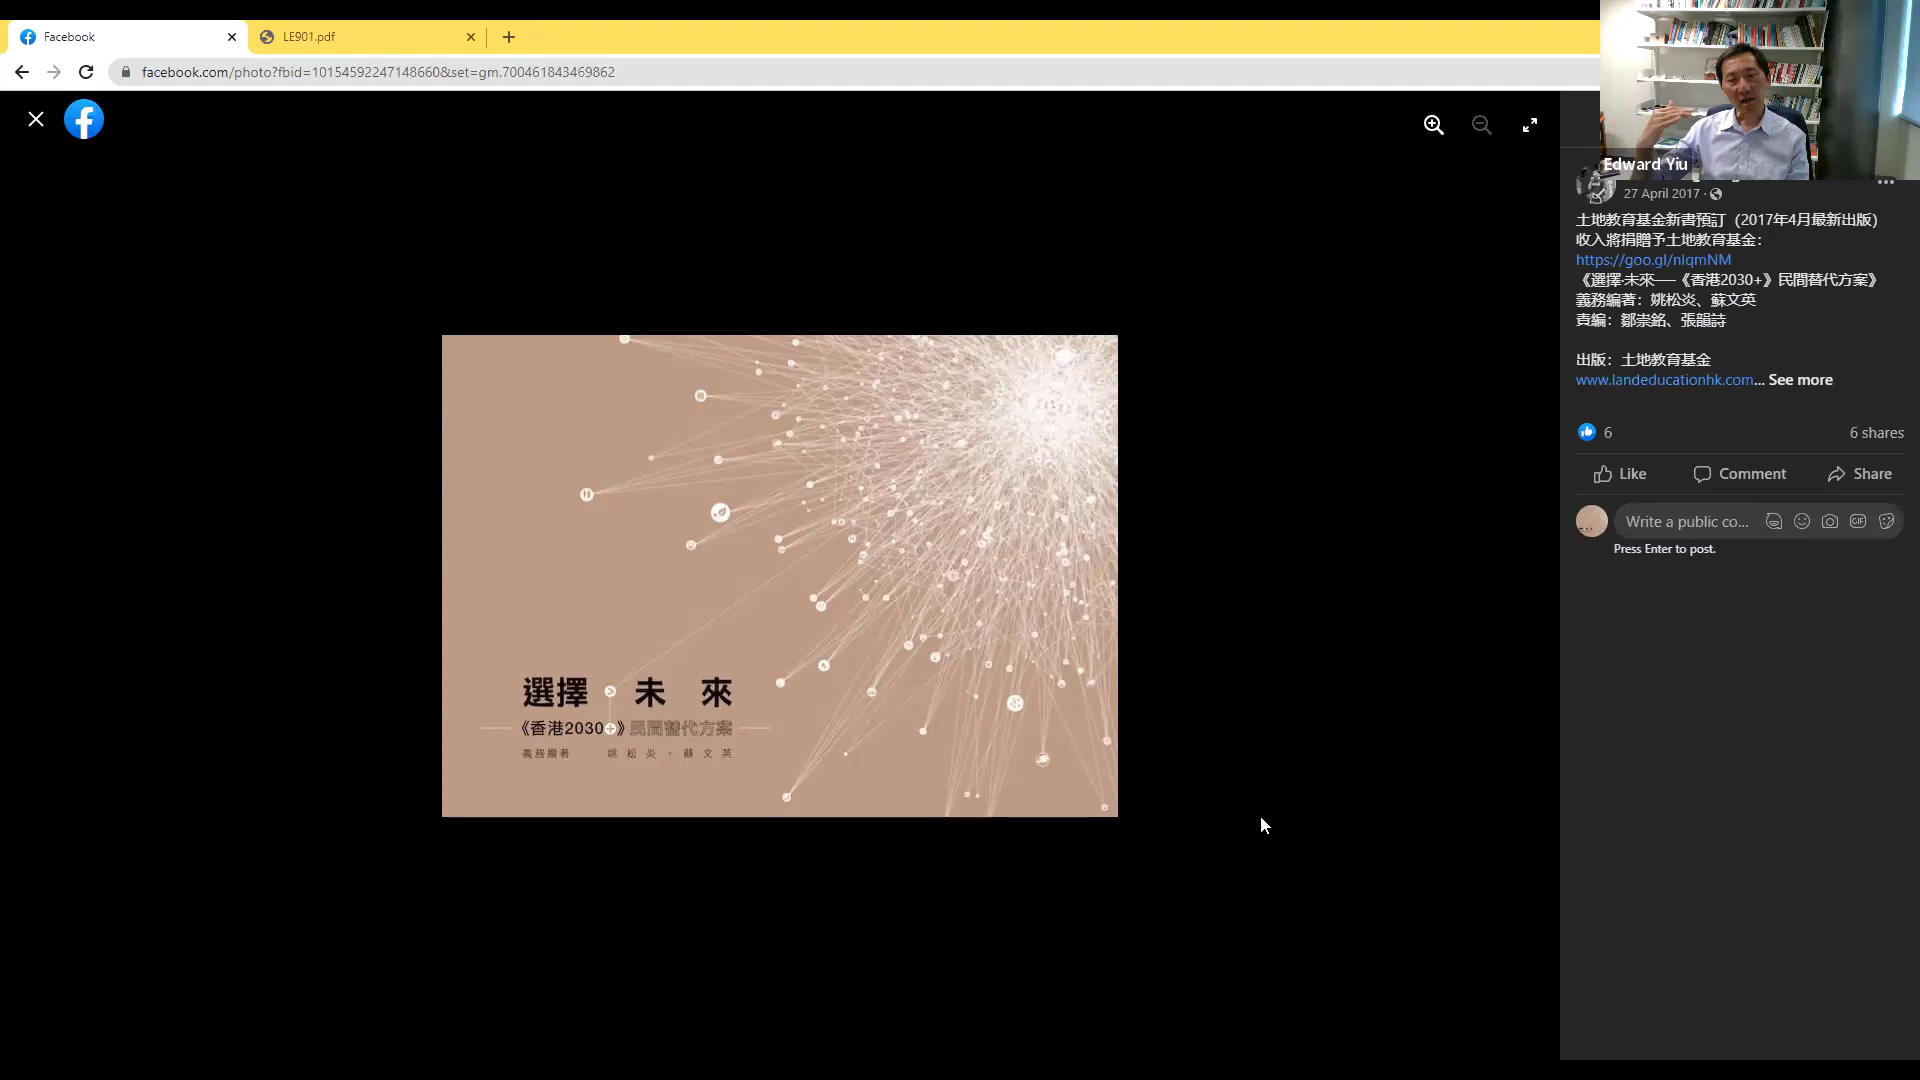 Facebook
LE901.pdf
facebook.com/photo?fbid=10154592247148660&set=gm.700461843469862
Edward Yiu
27 April 2017 ·
土地教育基金新書預訂（2017年4月最新出版）
收入將捐贈予土地教育基金：
https://goo.gl/nlqmNM
《選擇‧未來──《香港2030+》民間替代方案》
義務編著：姚松炎、蘇文英
責編：鄒崇銘、張韻詩
出版：土地教育基金
www.landeducationhk.com... See more
6
6 shares
Like
Comment
Share
Write a public co...
GIF
Press Enter to post.
選擇 未 來
《香港2030+》民間替代方案
義務編著 姚松炎、蘇文英